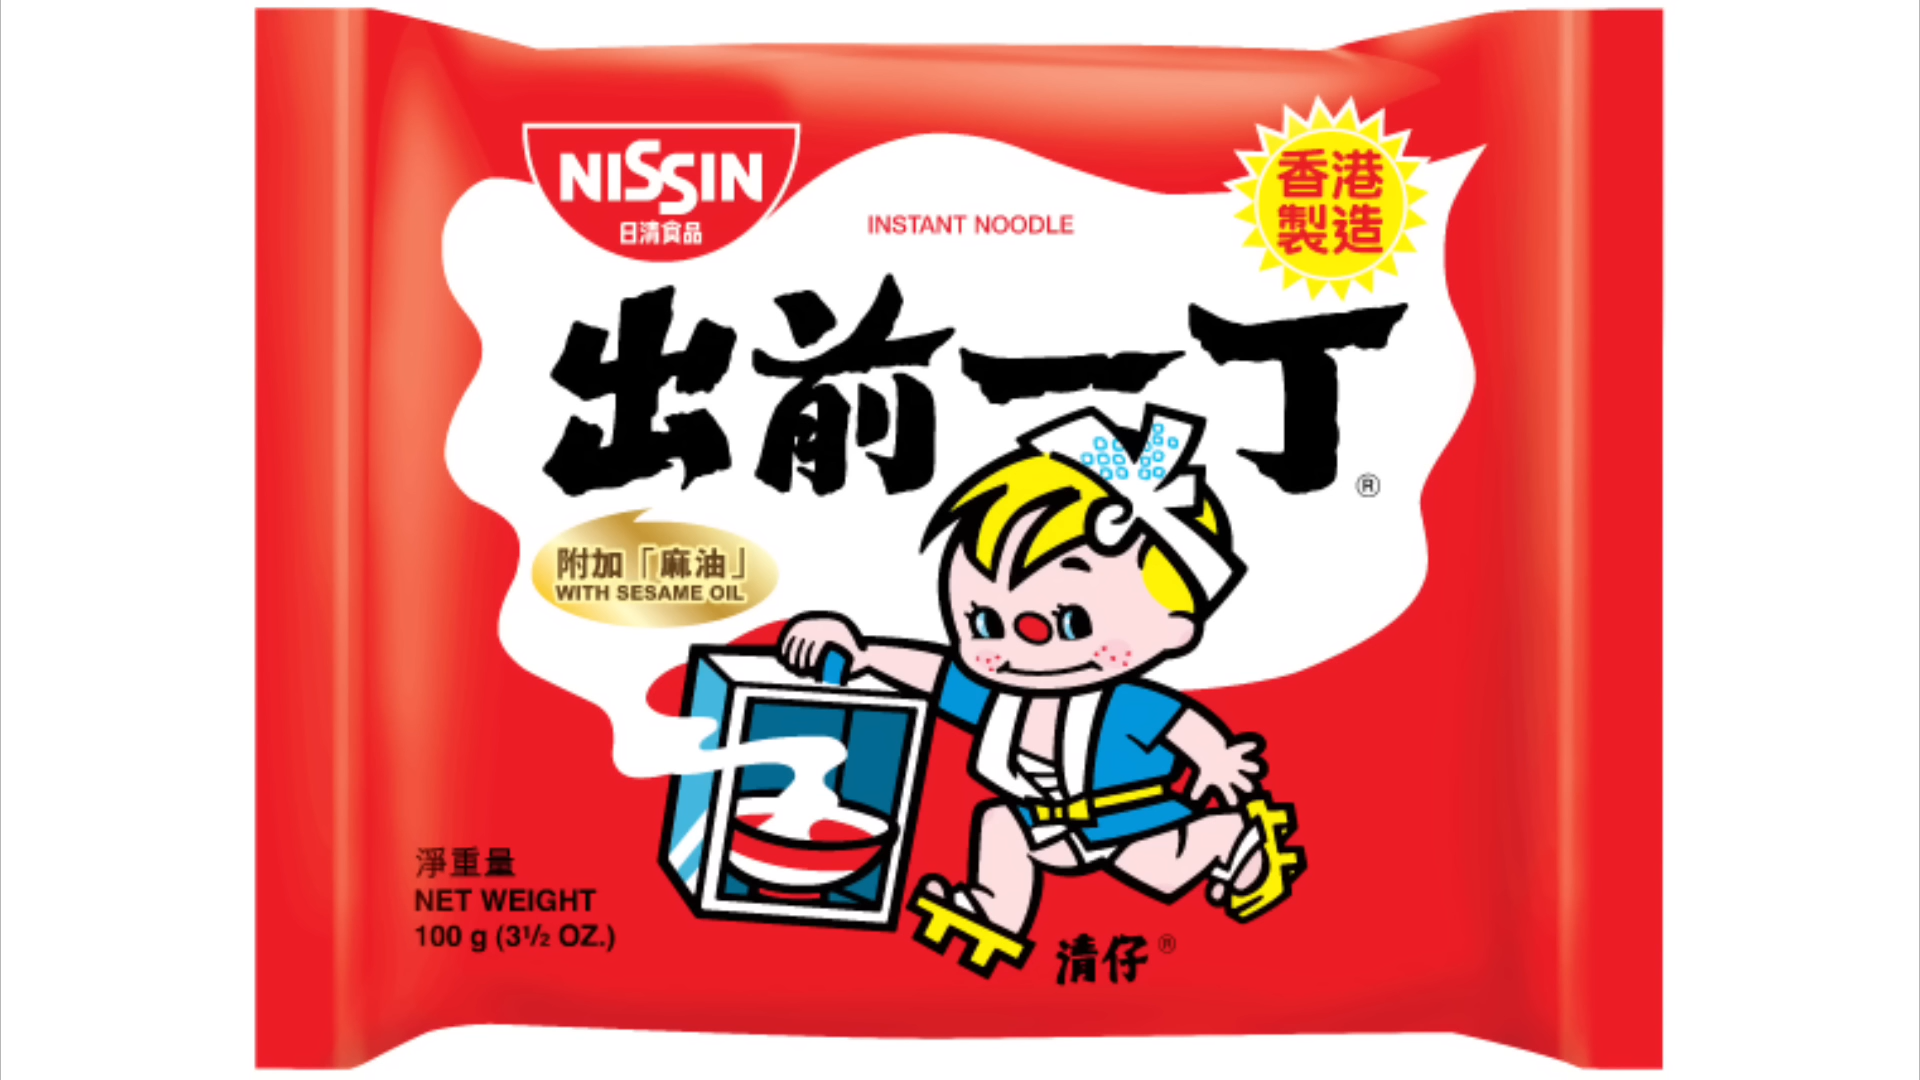 NISSIN
日清食品
INSTANT NOODLE
香港
製造
出前一丁®
附加「麻油」
WITH SESAME OIL
淨重量
NET WEIGHT
100 g (3½ OZ.)
清仔®